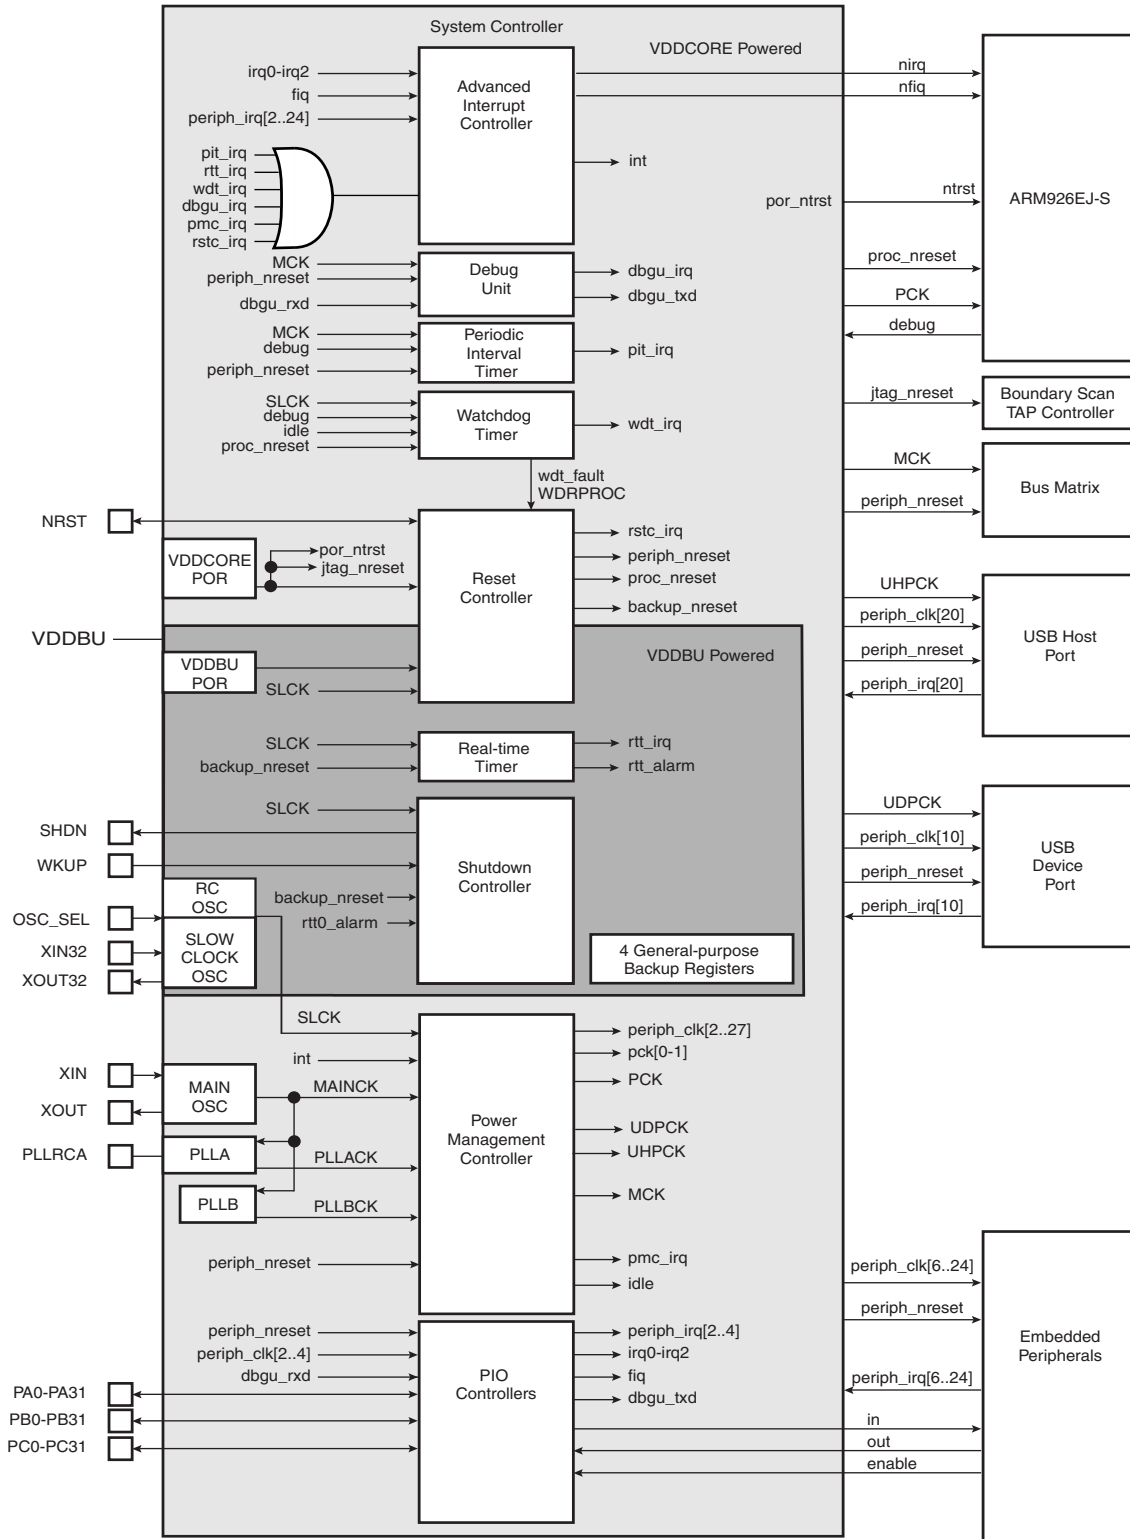 System Controller
VDDCORE Powered
irq0-irq2
fiq
periph_irq[2..24]
Advanced
Interrupt
Controller
nirq
nfiq
int
pit_irq
rtt_irq
wdt_irq
dbgu_irq
pmc_irq
rstc_irq
por_ntrst
ntrst
ARM926EJ-S
MCK
periph_nreset
dbgu_rxd
Debug
Unit
dbgu_irq
dbgu_txd
proc_nreset
PCK
debug
MCK
debug
periph_nreset
Periodic
Interval
Timer
pit_irq
SLCK
debug
idle
proc_nreset
Watchdog
Timer
wdt_irq
jtag_nreset
Boundary Scan
TAP Controller
wdt_fault
WDRPROC
MCK
periph_nreset
Bus Matrix
NRST
VDDCORE
POR
por_ntrst
jtag_nreset
Reset
Controller
rstc_irq
periph_nreset
proc_nreset
backup_nreset
UHPCK
periph_clk[20]
periph_nreset
periph_irq[20]
USB Host
Port
VDDBU
VDDBU Powered
VDDBU
POR
SLCK
SLCK
backup_nreset
Real-time
Timer
rtt_irq
rtt_alarm
SLCK
SHDN
WKUP
backup_nreset
rtt0_alarm
Shutdown
Controller
UDPCK
periph_clk[10]
periph_nreset
periph_irq[10]
USB
Device
Port
RC
OSC
OSC_SEL
XIN32
XOUT32
SLOW
CLOCK
OSC
4 General-purpose
Backup Registers
SLCK
int
XIN
XOUT
MAIN
OSC
MAINCK
PLLRCA
PLLA
PLLACK
PLLB
PLLBCK
periph_nreset
Power
Management
Controller
periph_clk[2..27]
pck[0-1]
PCK
UDPCK
UHPCK
MCK
pmc_irq
idle
periph_clk[6..24]
periph_nreset
periph_irq[6..24]
in
out
enable
Embedded
Peripherals
periph_nreset
periph_clk[2..4]
dbgu_rxd
PA0-PA31
PB0-PB31
PC0-PC31
PIO
Controllers
periph_irq[2..4]
irq0-irq2
fiq
dbgu_txd